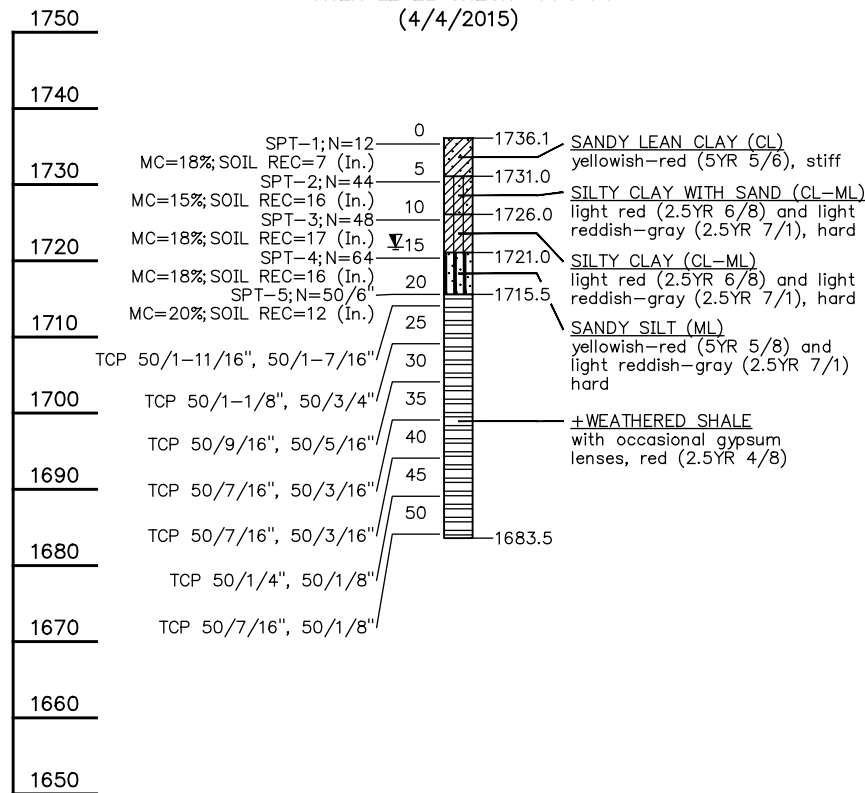 (4/4/2015)
1750
1740
1730
1720
1710
1700
1690
1680
1670
1660
1650
SPT-1; N=12
MC=18%; SOIL REC=7 (In.)
SPT-2; N=44
MC=15%; SOIL REC=16 (In.)
SPT-3; N=48
MC=18%; SOIL REC=17 (In.)
SPT-4; N=64
MC=18%; SOIL REC=16 (In.)
SPT-5; N=50/6"
MC=20%; SOIL REC=12 (In.)
TCP 50/1-11/16", 50/1-7/16"
TCP 50/1-1/8", 50/3/4"
TCP 50/9/16", 50/5/16"
TCP 50/7/16", 50/3/16"
TCP 50/7/16", 50/3/16"
TCP 50/1/4", 50/1/8"
TCP 50/7/16", 50/1/8"
0
5
10
15
20
25
30
35
40
45
50
1736.1
1731.0
1726.0
1721.0
1715.5
1683.5
SANDY LEAN CLAY (CL)
yellowish-red (5YR 5/6), stiff
SILTY CLAY WITH SAND (CL-ML)
light red (2.5YR 6/8) and light
reddish-gray (2.5YR 7/1), hard
SILTY CLAY (CL-ML)
light red (2.5YR 6/8) and light
reddish-gray (2.5YR 7/1), hard
SANDY SILT (ML)
yellowish-red (5YR 5/8) and
light reddish-gray (2.5YR 7/1)
hard
+WEATHERED SHALE
with occasional gypsum
lenses, red (2.5YR 4/8)